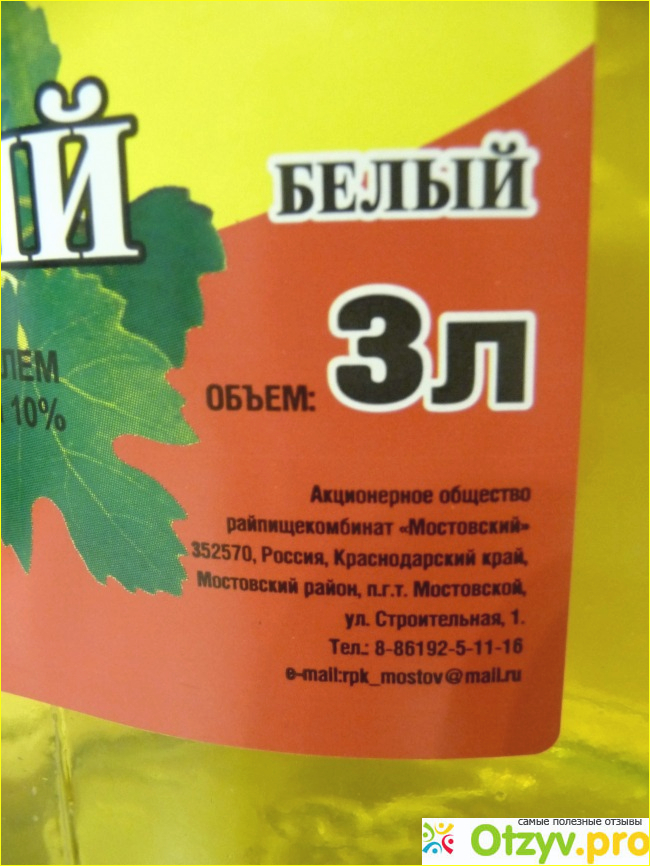 БЕЛЫЙ
ОБЪЕМ: 3л
10%
Акционерное общество
райпищекомбинат «Мостовский»
352570, Россия, Краснодарский край,
Мостовский район, п.г.т. Мостовской,
ул. Строительная, 1.
Тел.: 8-86192-5-11-16
e-mail:rpk_mostov@mail.ru
самые полезные отзывы
Otzyv.pro